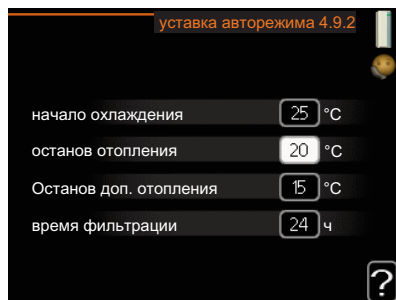 уставка авторежима 4.9.2
начало охлаждения 25 °C
останов отопления 20 °C
Останов доп. отопления 15 °C
время фильтрации 24 ч
?